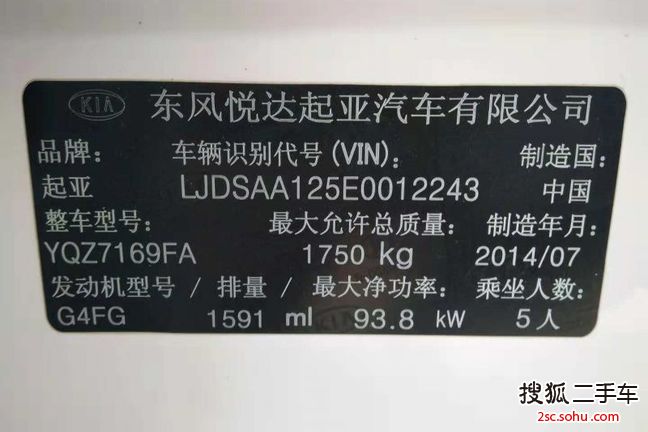 KIA 东风悦达起亚汽车有限公司
品牌： 车辆识别代号(VIN)： 制造国：
起亚 LJDSAA125E0012243 中国
整车型号： 最大允许总质量： 制造年月：
YQZ7169FA 1750 kg 2014/07
发动机型号 / 排量 / 最大净功率： 乘坐人数：
G4FG 1591 ml 93.8 kW 5人
搜狐二手车
2sc.sohu.com